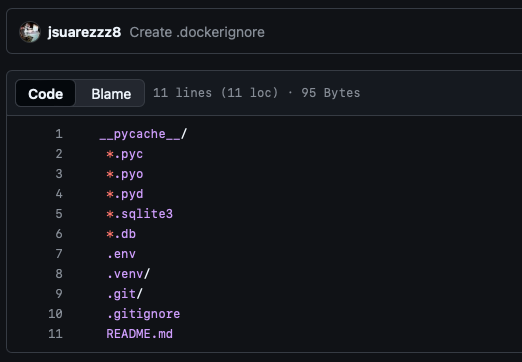 jsuarezzz8 Create .dockerignore
Code Blame 11 lines (11 loc) · 95 Bytes
1 __pycache__/
2 *.pyc
3 *.pyo
4 *.pyd
5 *.sqlite3
6 *.db
7 .env
8 .venv/
9 .git/
10 .gitignore
11 README.md